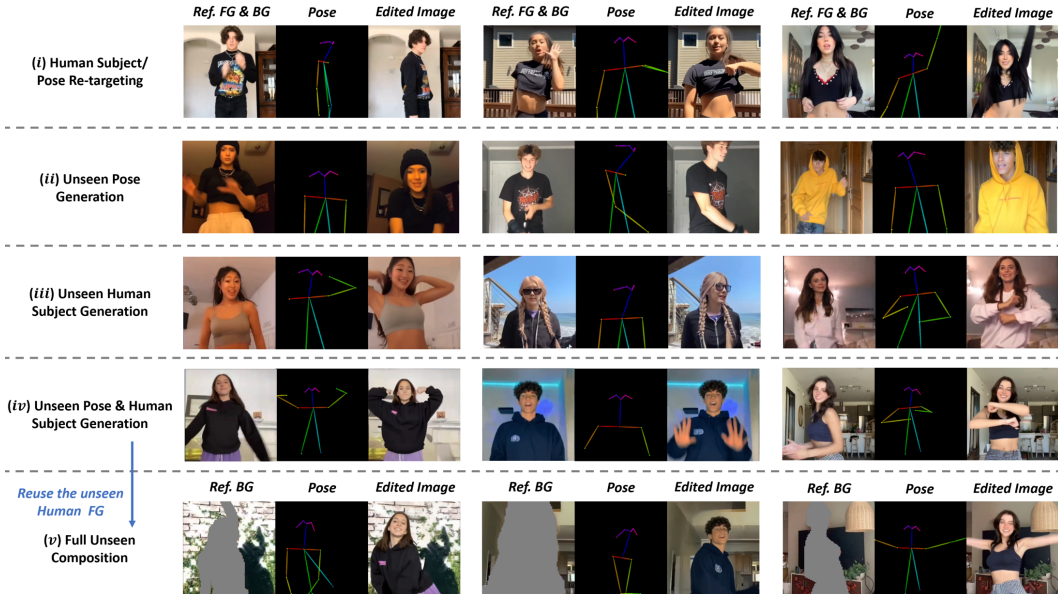 Ref. FG & BG Pose Edited Image Ref. FG & BG Pose Edited Image Ref. FG & BG Pose Edited Image
(i) Human Subject/
Pose Re-targeting
(ii) Unseen Pose
Generation
(iii) Unseen Human
Subject Generation
(iv) Unseen Pose & Human
Subject Generation
Reuse the unseen
Human FG
Ref. BG Pose Edited Image Ref. BG Pose Edited Image Ref. BG Pose Edited Image
(v) Full Unseen
Composition